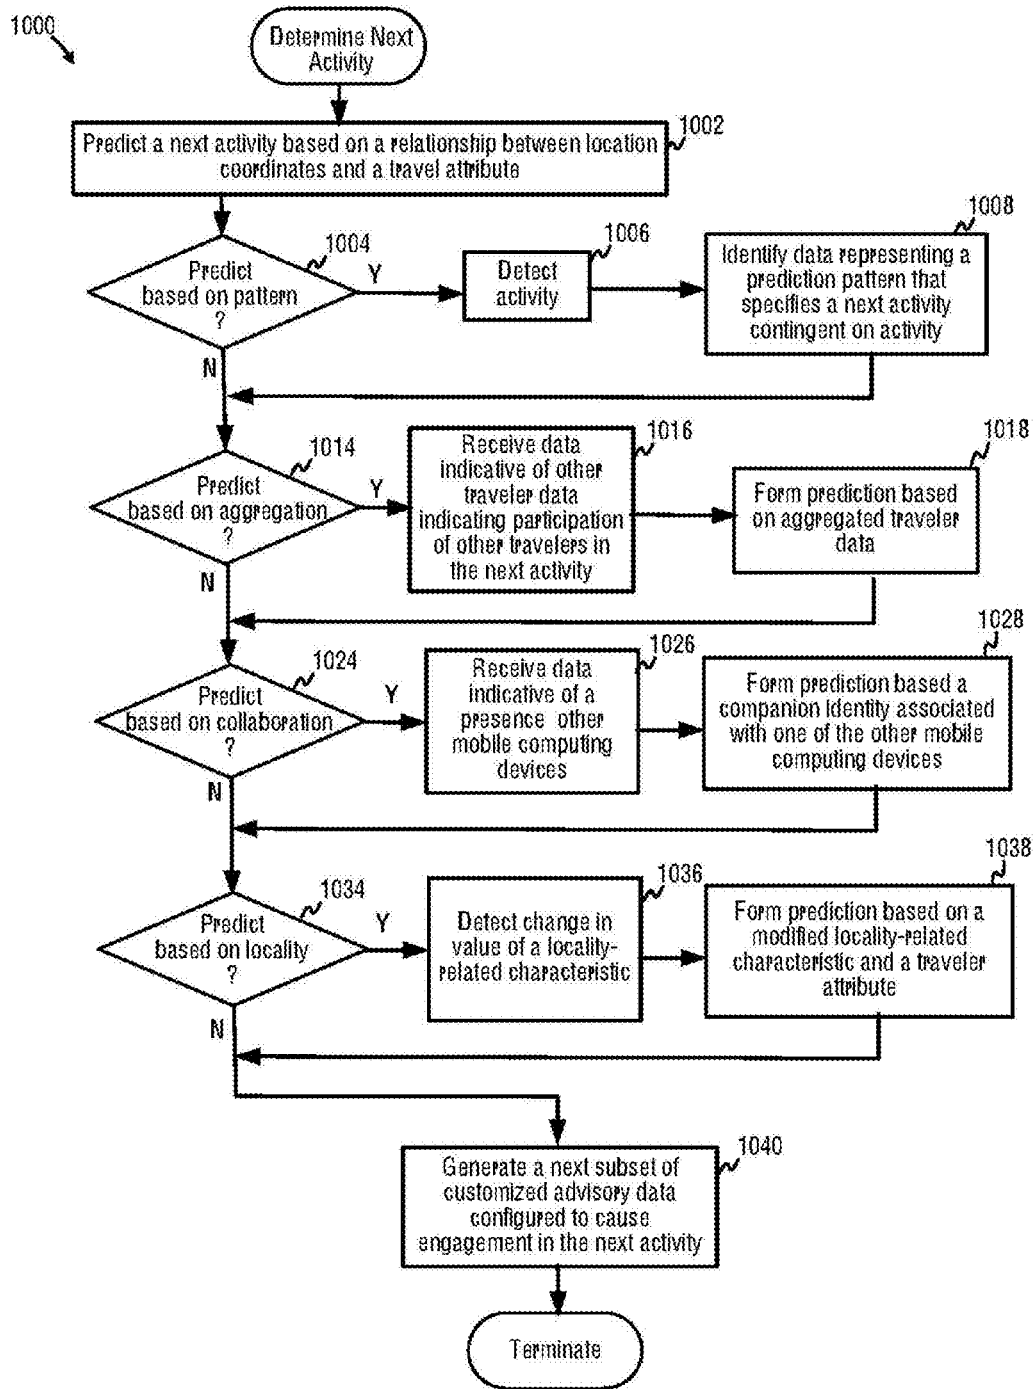 1000
Determine Next
Activity
1002
Predict a next activity based on a relationship between location
coordinates and a travel attribute
1004
Predict
based on pattern
?
Y
N
1006
Detect
activity
1008
Identify data representing a
prediction pattern that
specifies a next activity
contingent on activity
1014
Predict
based on aggregation
?
Y
N
1016
Receive data
indicative of other
traveler data
indicating participation
of other travelers in
the next activity
1018
Form prediction based
on aggregated traveler
data
1024
Predict
based on collaboration
?
Y
N
1026
Receive data
indicative of a
presence other
mobile computing
devices
1028
Form prediction based a
companion identity associated
with one of the other mobile
computing devices
1034
Predict
based on locality
?
Y
N
1036
Detect change in
value of a locality-
related characteristic
1038
Form prediction based on a
modified locality-related
characteristic and a traveler
attribute
1040
Generate a next subset of
customized advisory data
configured to cause
engagement in the next activity
Terminate